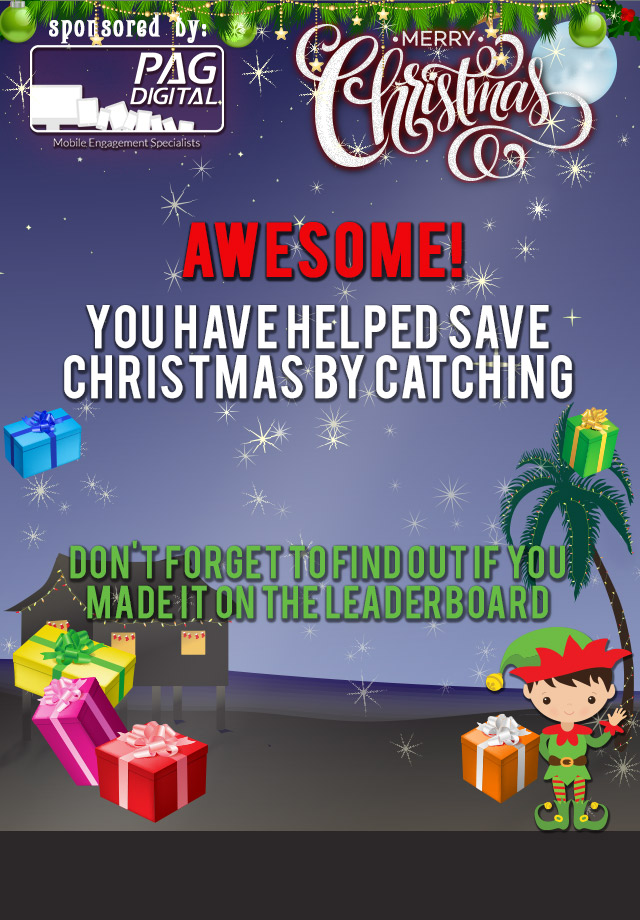 sponsored by:
PAG
DIGITAL.
Mobile Engagement Specialists
MERRY
Christmas
AWESOME!
YOU HAVE HELPED SAVE
CHRISTMAS BY CATCHING
DON'T FORGET TO FIND OUT IF YOU
MADE IT ON THE LEADERBOARD